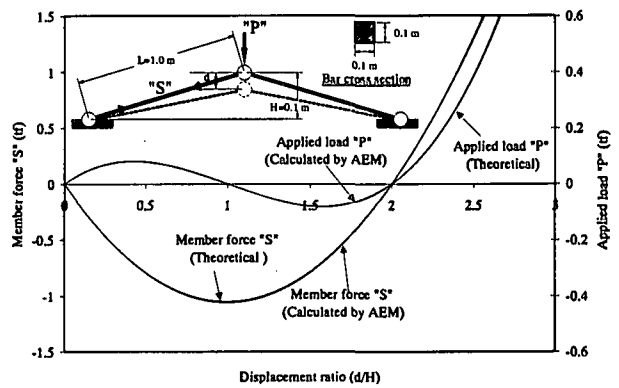 "P"
L=1.0 m
"S"
d
H=0.1 m
0.1 m
0.1 m
Bar cross section
Applied load "P"
(Calculated by AEM)
Applied load "P"
(Theoretical)
Member force "S"
(Theoretical )
Member force "S"
(Calculated by AEM)
Member force "S" (tf)
1.5
1
0.5
0
-0.5
-1
-1.5
0
0.5
1
1.5
2
2.5
3
0.6
0.4
0.2
0
-0.2
-0.4
-0.6
Applied load "P" (tf)
Displacement ratio (d/H)